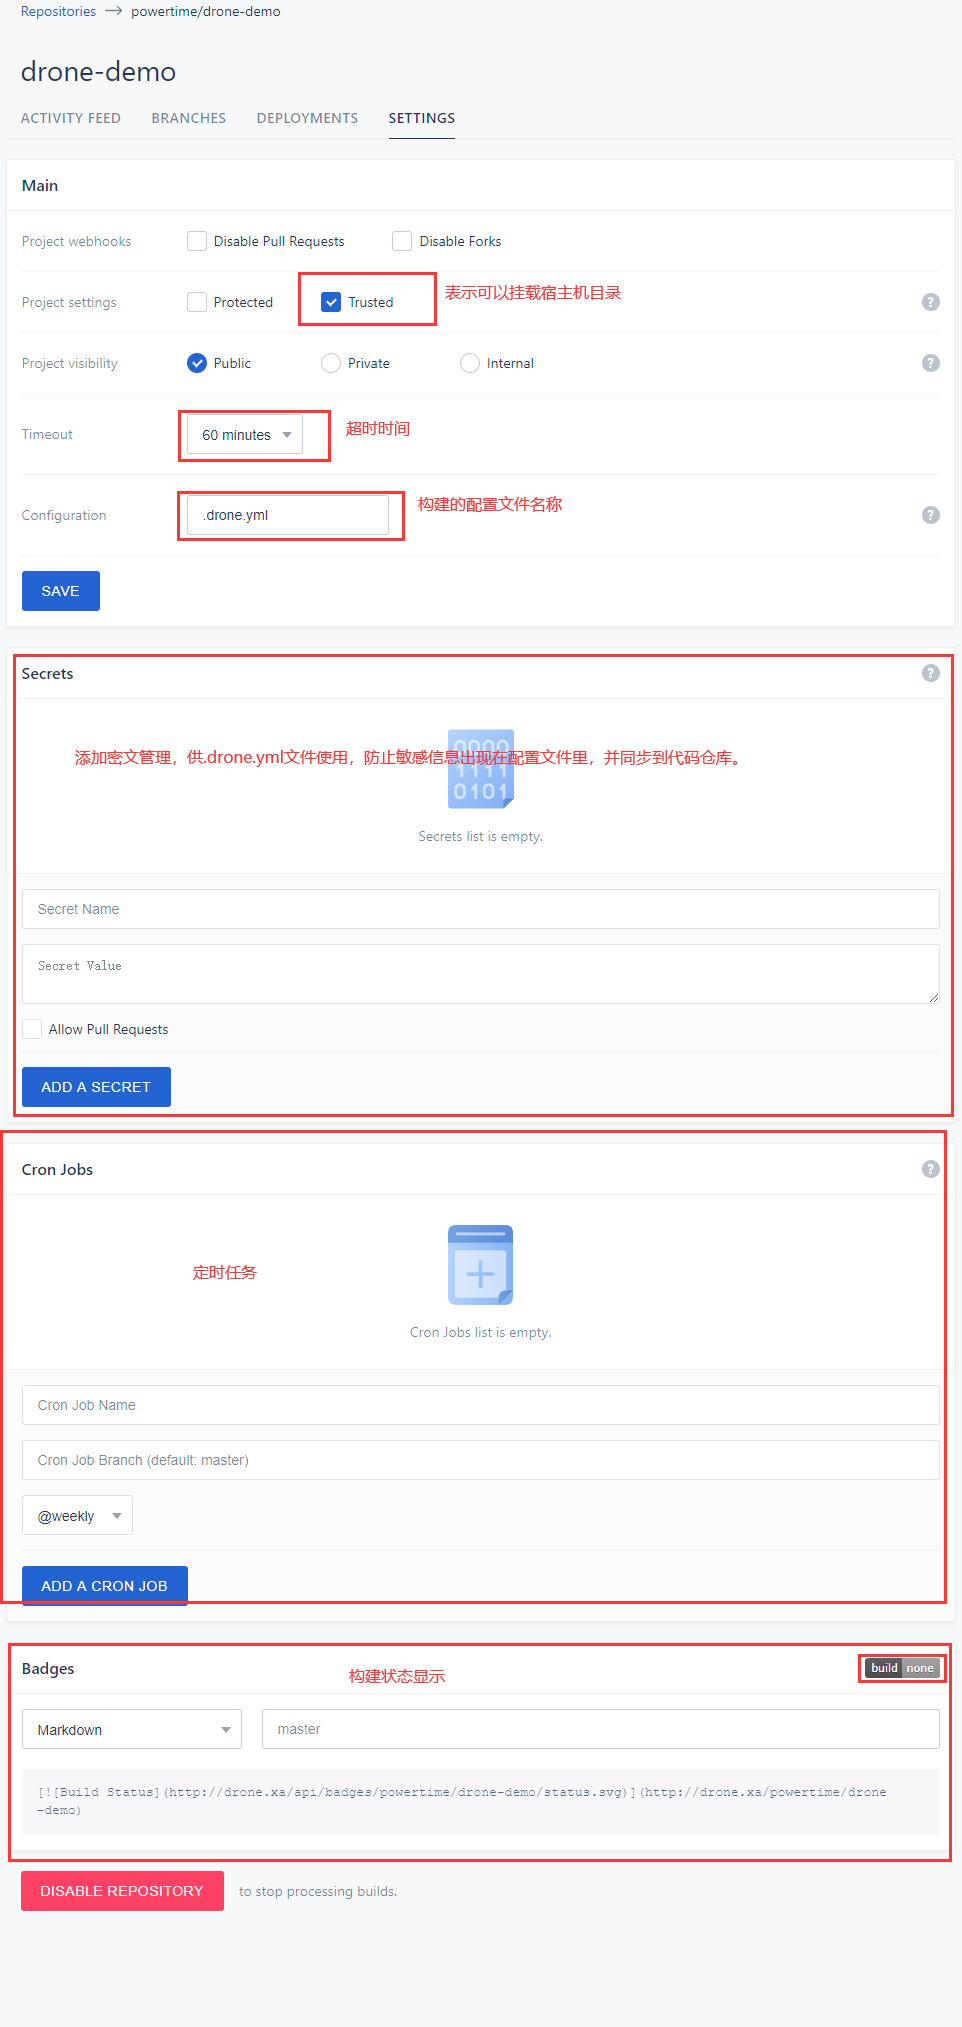 Repositories → powertime/drone-demo
drone-demo
ACTIVITY FEED BRANCHES DEPLOYMENTS SETTINGS
Main
Project webhooks Disable Pull Requests Disable Forks
Project settings Protected Trusted 表示可以挂载宿主机目录 ?
Project visibility Public Private Internal ?
Timeout 60 minutes 超时时间
Configuration .drone.yml 构建的配置文件名称 ?
SAVE
Secrets ?
添加密文管理，供.drone.yml文件使用，防止敏感信息出现在配置文件里，并同步到代码仓库。
0000
1111
0101
Secrets list is empty.
Secret Name
Secret Value
Allow Pull Requests
ADD A SECRET
Cron Jobs ?
定时任务
Cron Jobs list is empty.
Cron Job Name
Cron Job Branch (default: master)
@weekly
ADD A CRON JOB
Badges 构建状态显示 build none
Markdown master
[![Build Status](http://drone.xa/api/badges/powertime/drone-demo/status.svg)](http://drone.xa/powertime/drone
-demo)
DISABLE REPOSITORY to stop processing builds.